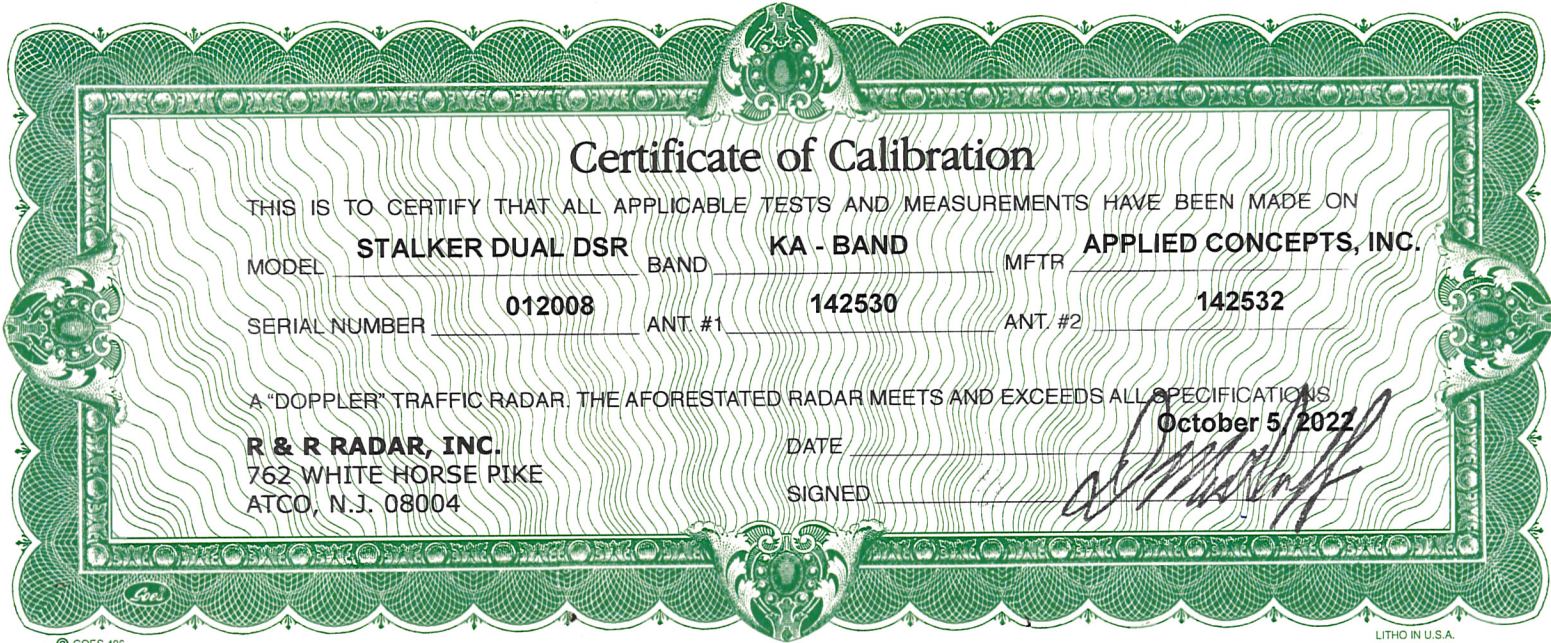 Certificate of Calibration
THIS IS TO CERTIFY THAT ALL APPLICABLE TESTS AND MEASUREMENTS HAVE BEEN MADE ON
MODEL STALKER DUAL DSR BAND KA - BAND MFTR APPLIED CONCEPTS, INC.
SERIAL NUMBER 012008 ANT. #1 142530 ANT. #2 142532
A "DOPPLER" TRAFFIC RADAR. THE AFORESTATED RADAR MEETS AND EXCEEDS ALL SPECIFICATIONS
R & R RADAR, INC.
762 WHITE HORSE PIKE
ATCO, N.J. 08004
DATE October 5, 2022
SIGNED
Goes
LITHO IN U.S.A.